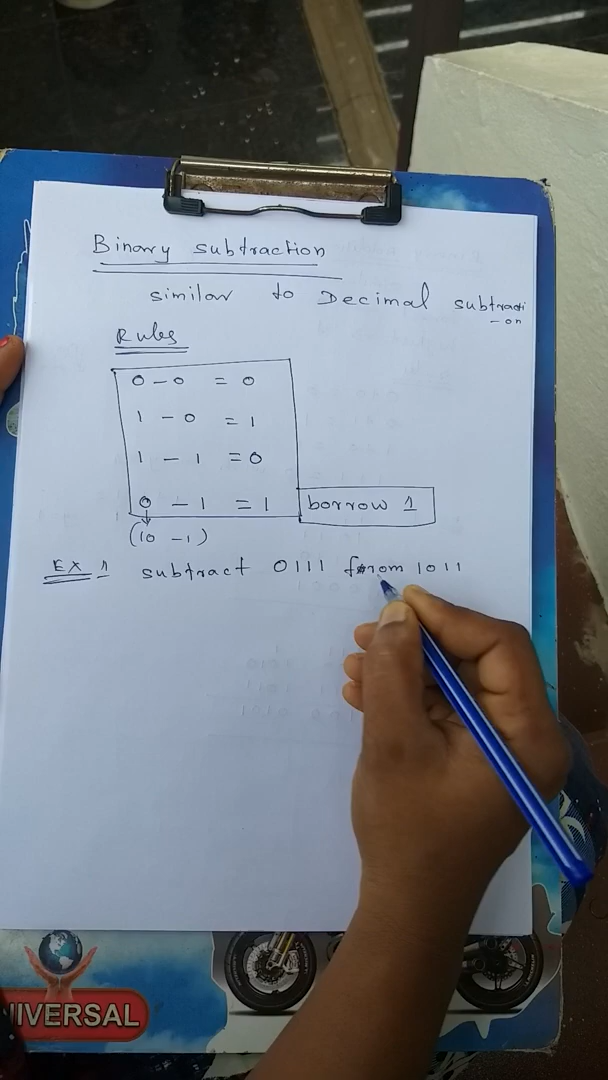 Binary subtraction
similar to Decimal subtracti
-on
Rules
0 - 0 = 0
1 - 0 = 1
1 - 1 = 0
0 - 1 = 1 borrow 1
(10 - 1)
EX 1 subtract 0111 from 1011
IVERSAL